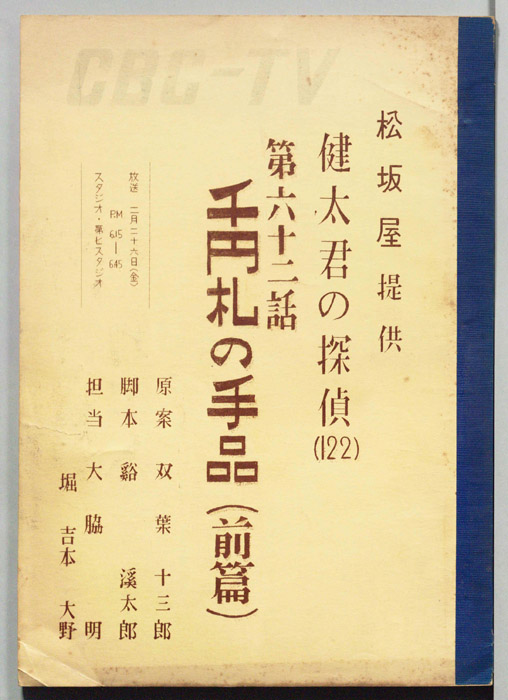 CBC-TV
松坂屋提供
健太君の探偵(122)
第六十二話
千円札の手品(前篇)
放送 二月二十六日(金)
P.M 6.15—6.45
スタジオ・第七スタジオ
原案 双葉十三郎
脚本 谿渓太郎
担当 大脇明
堀 吉本 大野